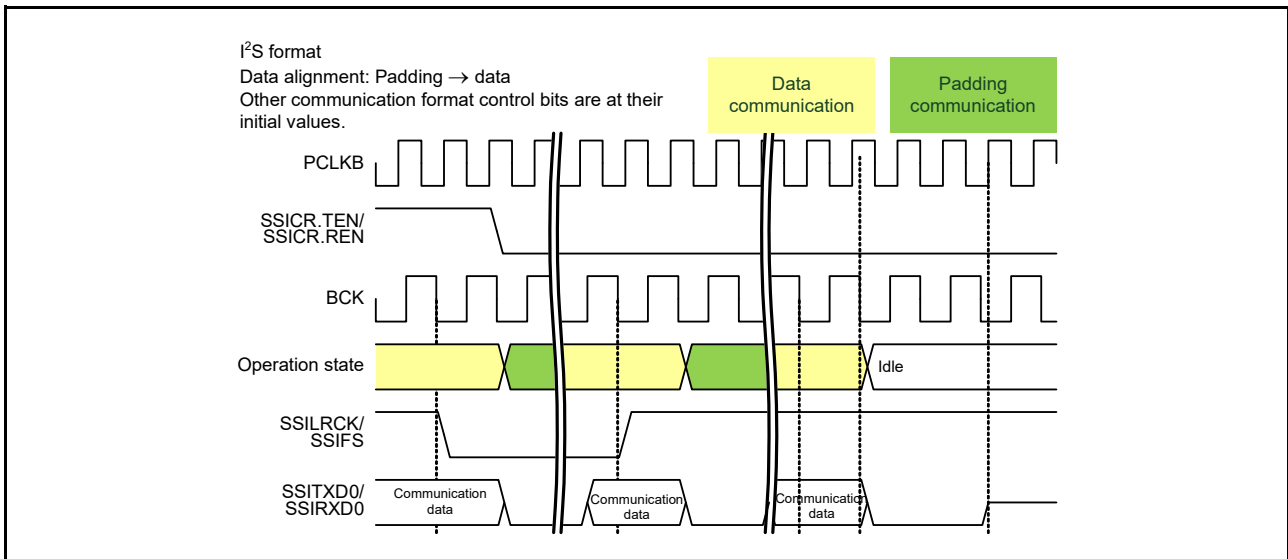 I²S format
Data alignment: Padding → data
Other communication format control bits are at their
initial values.
Data
communication
Padding
communication
PCLKB
SSICR.TEN/
SSICR.REN
BCK
Operation state
Idle
SSILRCK/
SSIFS
SSITXD0/
SSIRXD0
Communication
data
Communication
data
Communication
data